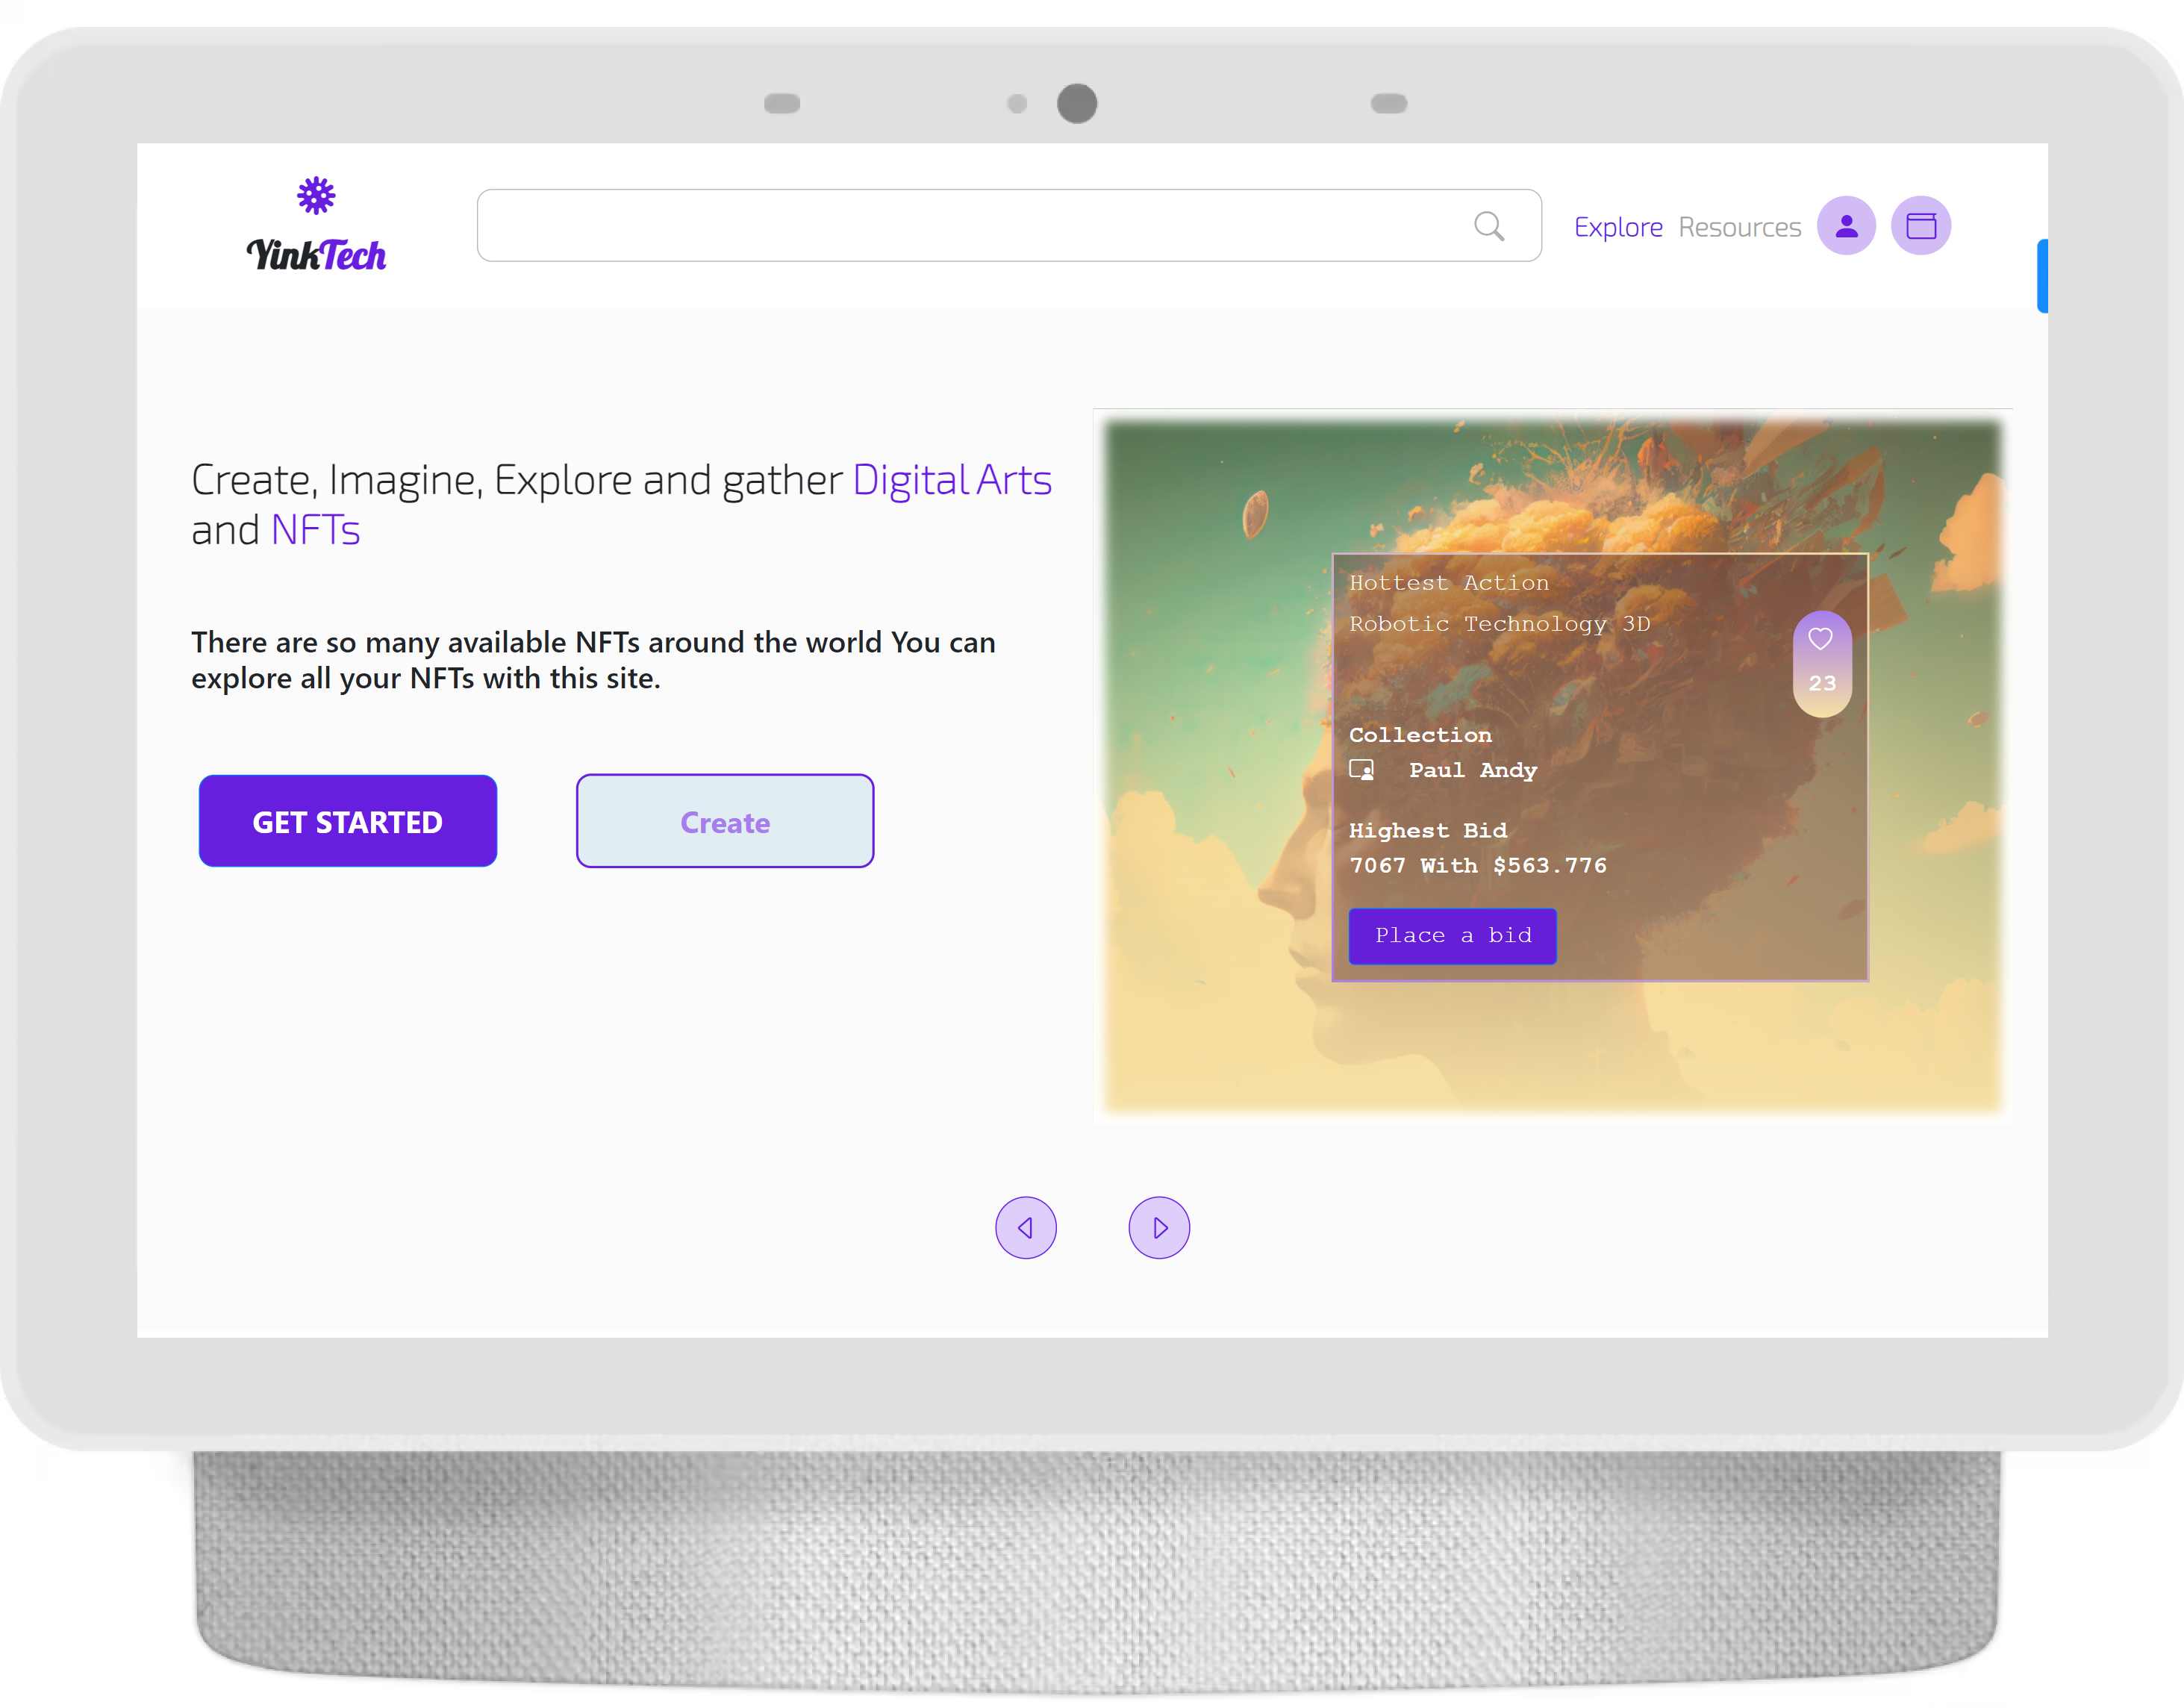 YinkTech
Explore Resources
Create, Imagine, Explore and gather Digital Arts
and NFTs
There are so many available NFTs around the world You can
explore all your NFTs with this site.
GET STARTED
Create
Hottest Action
Robotic Technology 3D
23
Collection
Paul Andy
Highest Bid
7067 With $563.776
Place a bid